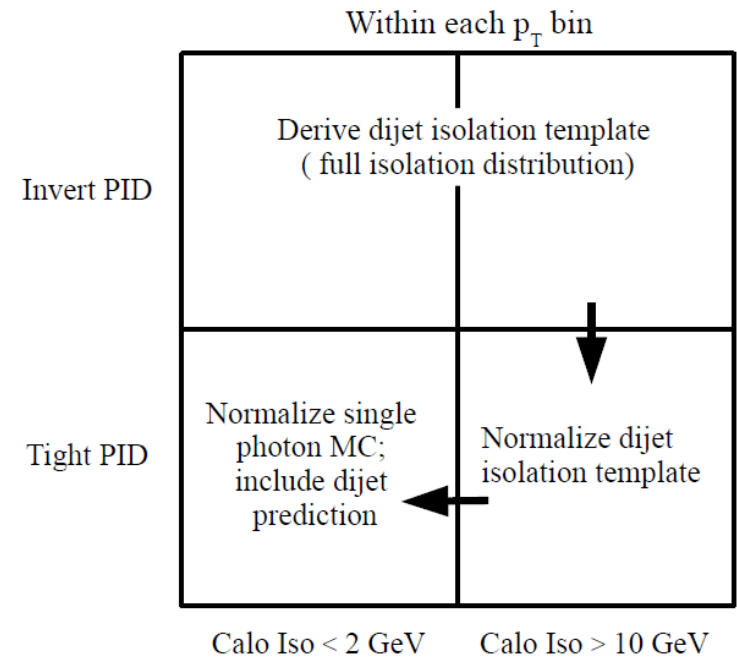 Within each pT bin
Derive dijet isolation template
( full isolation distribution)
Invert PID
Normalize single
photon MC;
include dijet
prediction
Normalize dijet
isolation template
Tight PID
Calo Iso < 2 GeV
Calo Iso > 10 GeV